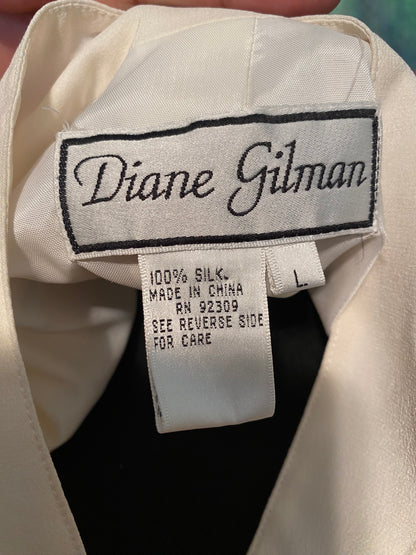 Diane Gilman
L
100% SILK.
MADE IN CHINA
RN 92309
SEE REVERSE SIDE
FOR CARE